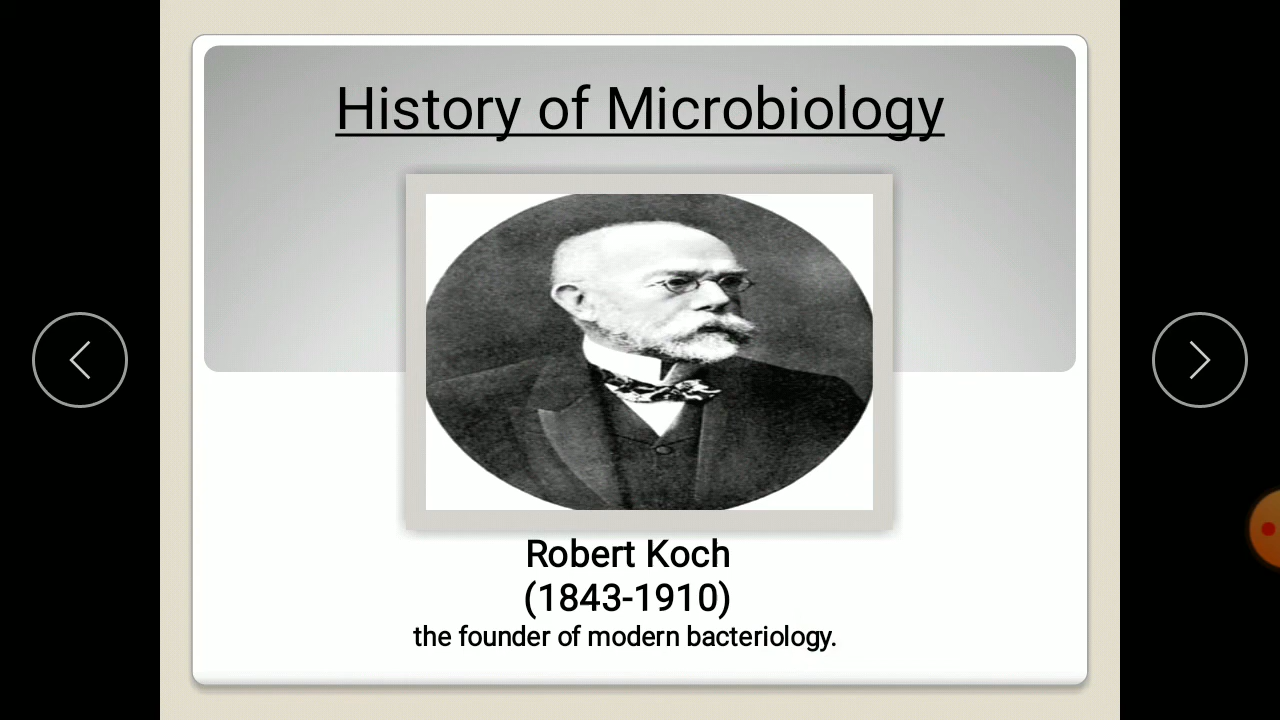 History of Microbiology
Robert Koch
(1843-1910)
the founder of modern bacteriology.